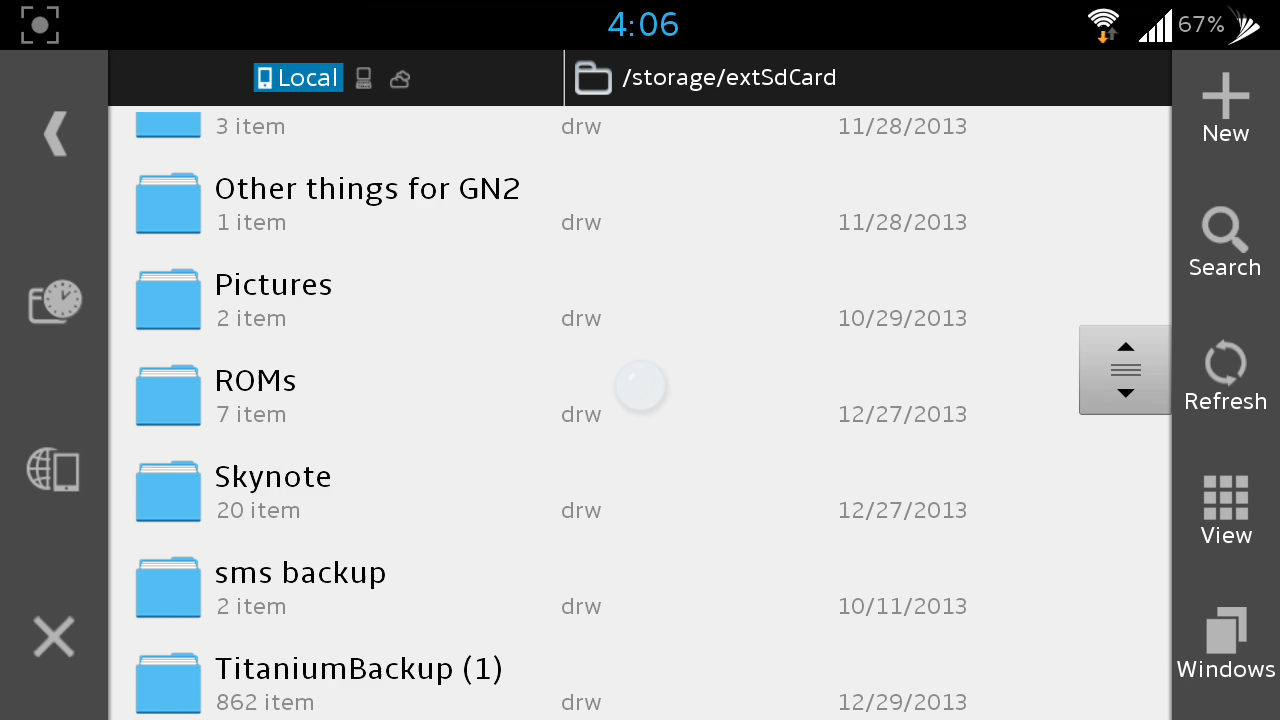 4:06
67%
Local
/storage/extSdCard
3 item drw 11/28/2013
Other things for GN2
1 item drw 11/28/2013
Pictures
2 item drw 10/29/2013
ROMs
7 item drw 12/27/2013
Skynote
20 item drw 12/27/2013
sms backup
2 item drw 10/11/2013
TitaniumBackup (1)
862 item drw 12/29/2013
New
Search
Refresh
View
Windows